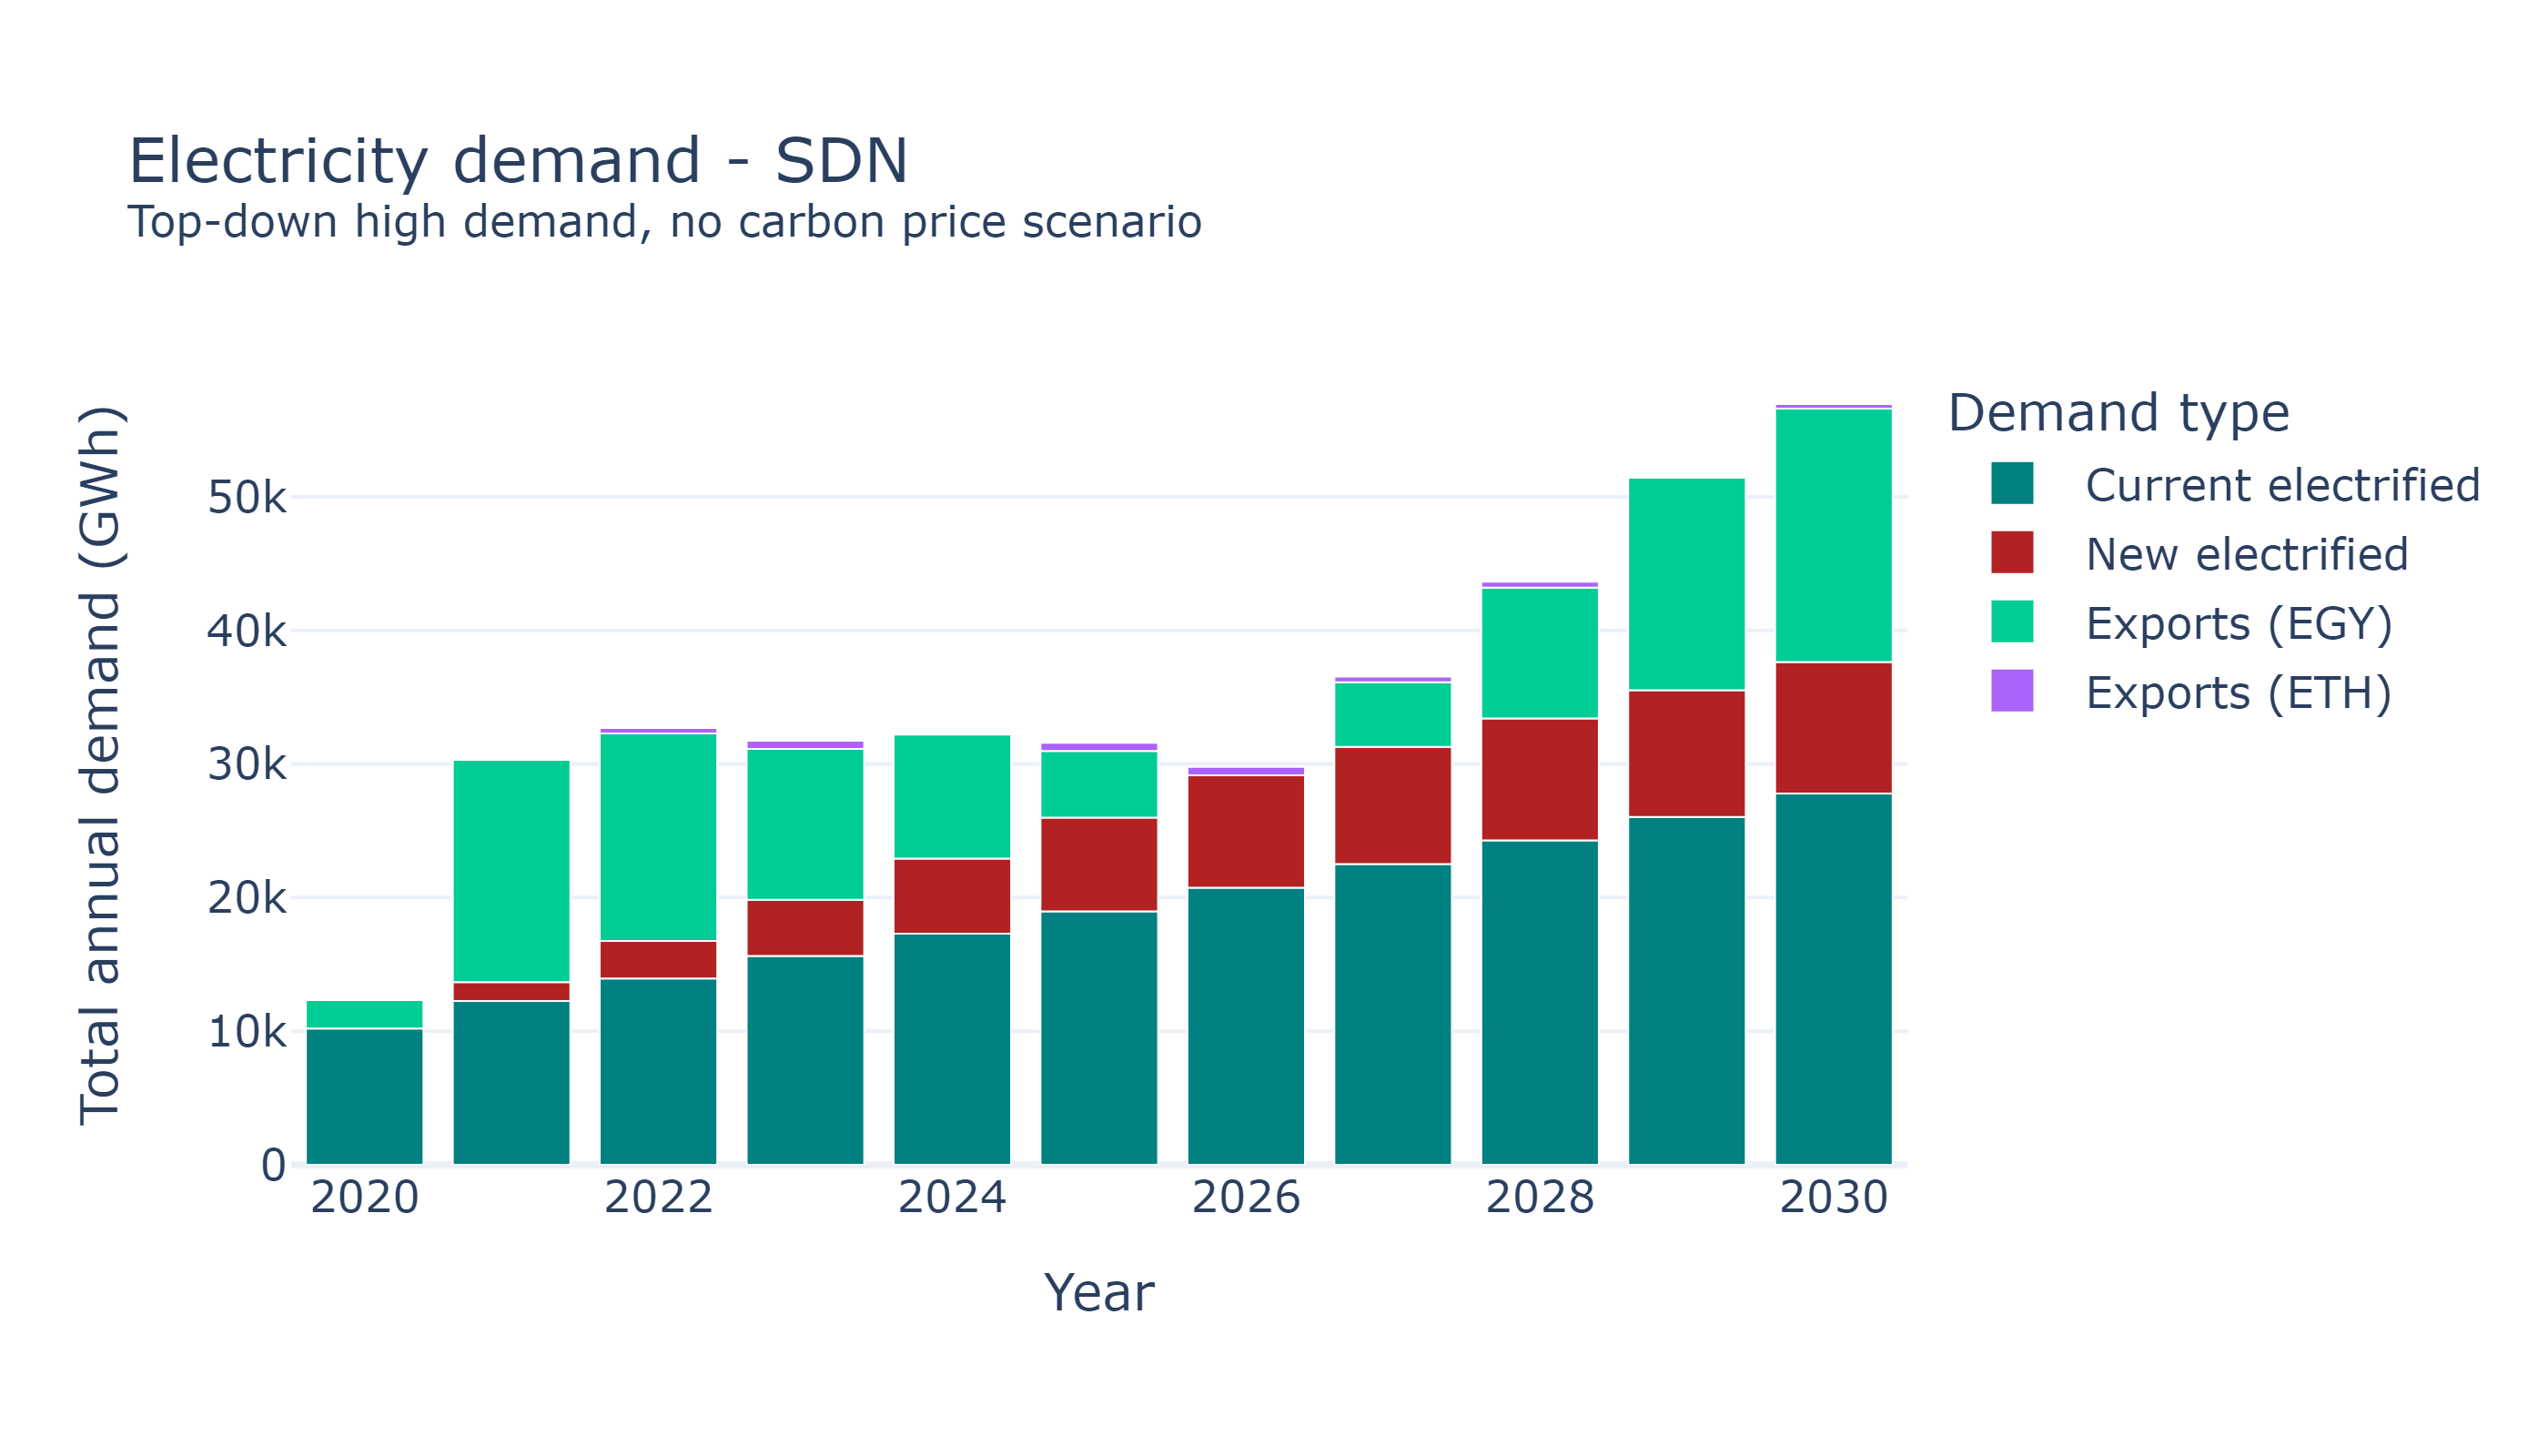 Electricity demand - SDN
Top-down high demand, no carbon price scenario
Total annual demand (GWh)
50k
40k
30k
20k
10k
0
2020 2022 2024 2026 2028 2030
Year
Demand type
Current electrified
New electrified
Exports (EGY)
Exports (ETH)